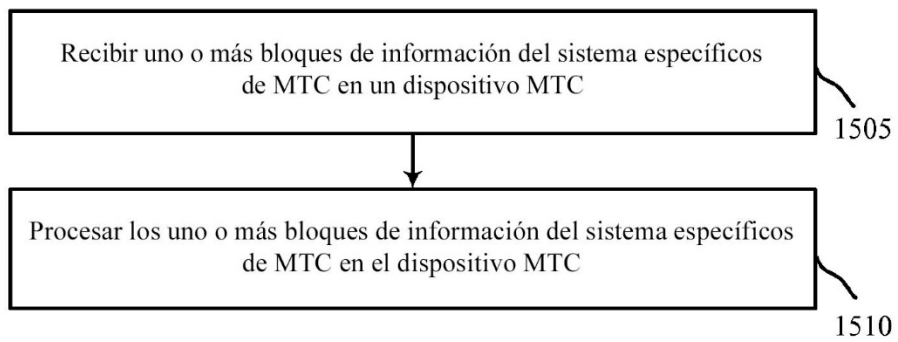 Recibir uno o más bloques de información del sistema específicos
de MTC en un dispositivo MTC
1505
Procesar los uno o más bloques de información del sistema específicos
de MTC en el dispositivo MTC
1510